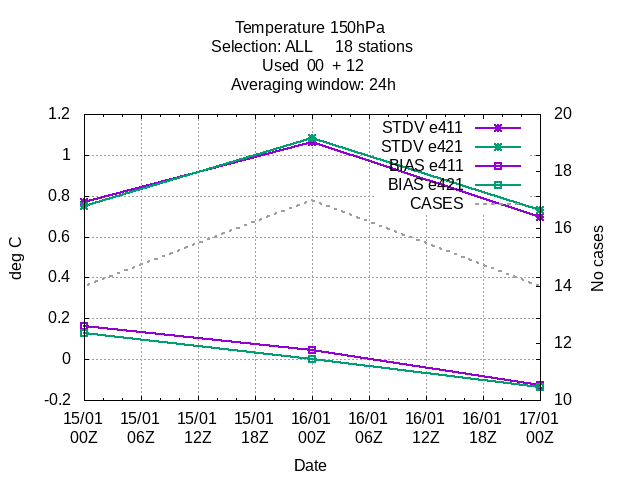 Temperature 150hPa
Selection: ALL 18 stations
Used 00 + 12
Averaging window: 24h
1.2
1
0.8
0.6
0.4
0.2
0
-0.2
20
18
16
14
12
10
deg C
No cases
STDV e411
STDV e421
BIAS e411
BIAS e421
CASES
15/01 15/01 15/01 15/01 16/01 16/01 16/01 16/01 17/01
00Z 06Z 12Z 18Z 00Z 06Z 12Z 18Z 00Z
Date